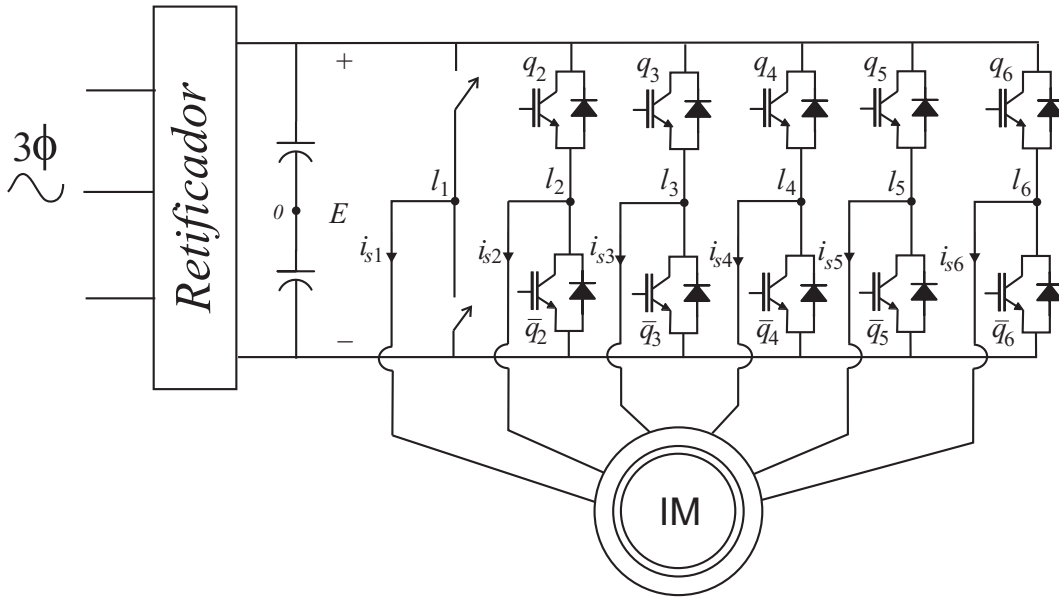 3ϕ
Retificador
+
0
E
−
l1
l2
l3
l4
l5
l6
q2
q3
q4
q5
q6
is1
is2
is3
is4
is5
is6
q̅2
q̅3
q̅4
q̅5
q̅6
IM